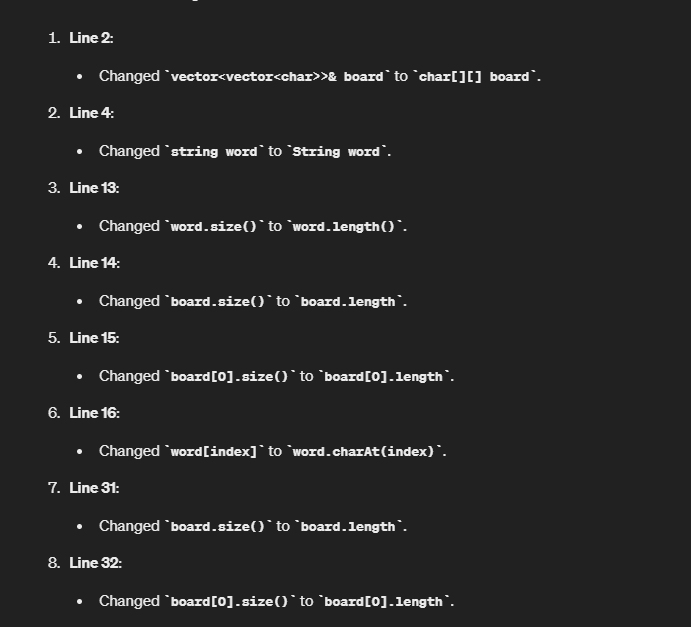 1. Line 2:
• Changed `vector<vector<char>>& board` to `char[][] board`.
2. Line 4:
• Changed `string word` to `String word`.
3. Line 13:
• Changed `word.size()` to `word.length()`.
4. Line 14:
• Changed `board.size()` to `board.length`.
5. Line 15:
• Changed `board[0].size()` to `board[0].length`.
6. Line 16:
• Changed `word[index]` to `word.charAt(index)`.
7. Line 31:
• Changed `board.size()` to `board.length`.
8. Line 32:
• Changed `board[0].size()` to `board[0].length`.